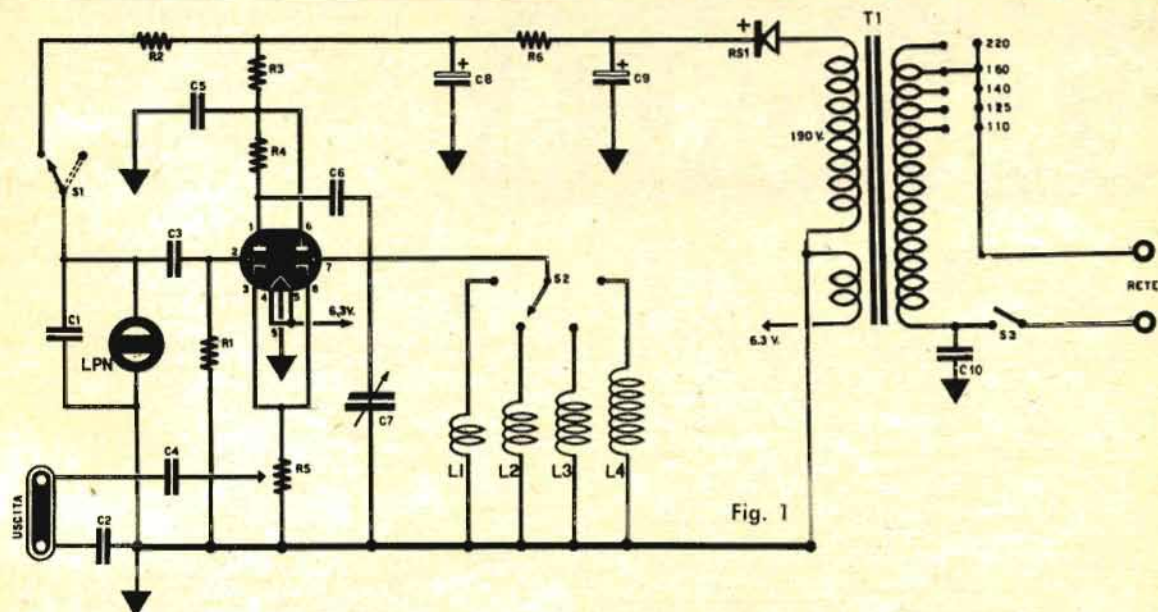 T1
R2
R6
+
RS1
220
R3
+
C8
+
C9
160
C5
140
125
110
190 V.
R4
S1
C6
1
6
C3
2
7
3
4
5
8
S2
RETE
6,3V.
6.3 V.
S3
C1
LPN
R1
C10
C7
C4
R5
L1
L2
L3
L4
USCITA
C2
Fig. 1